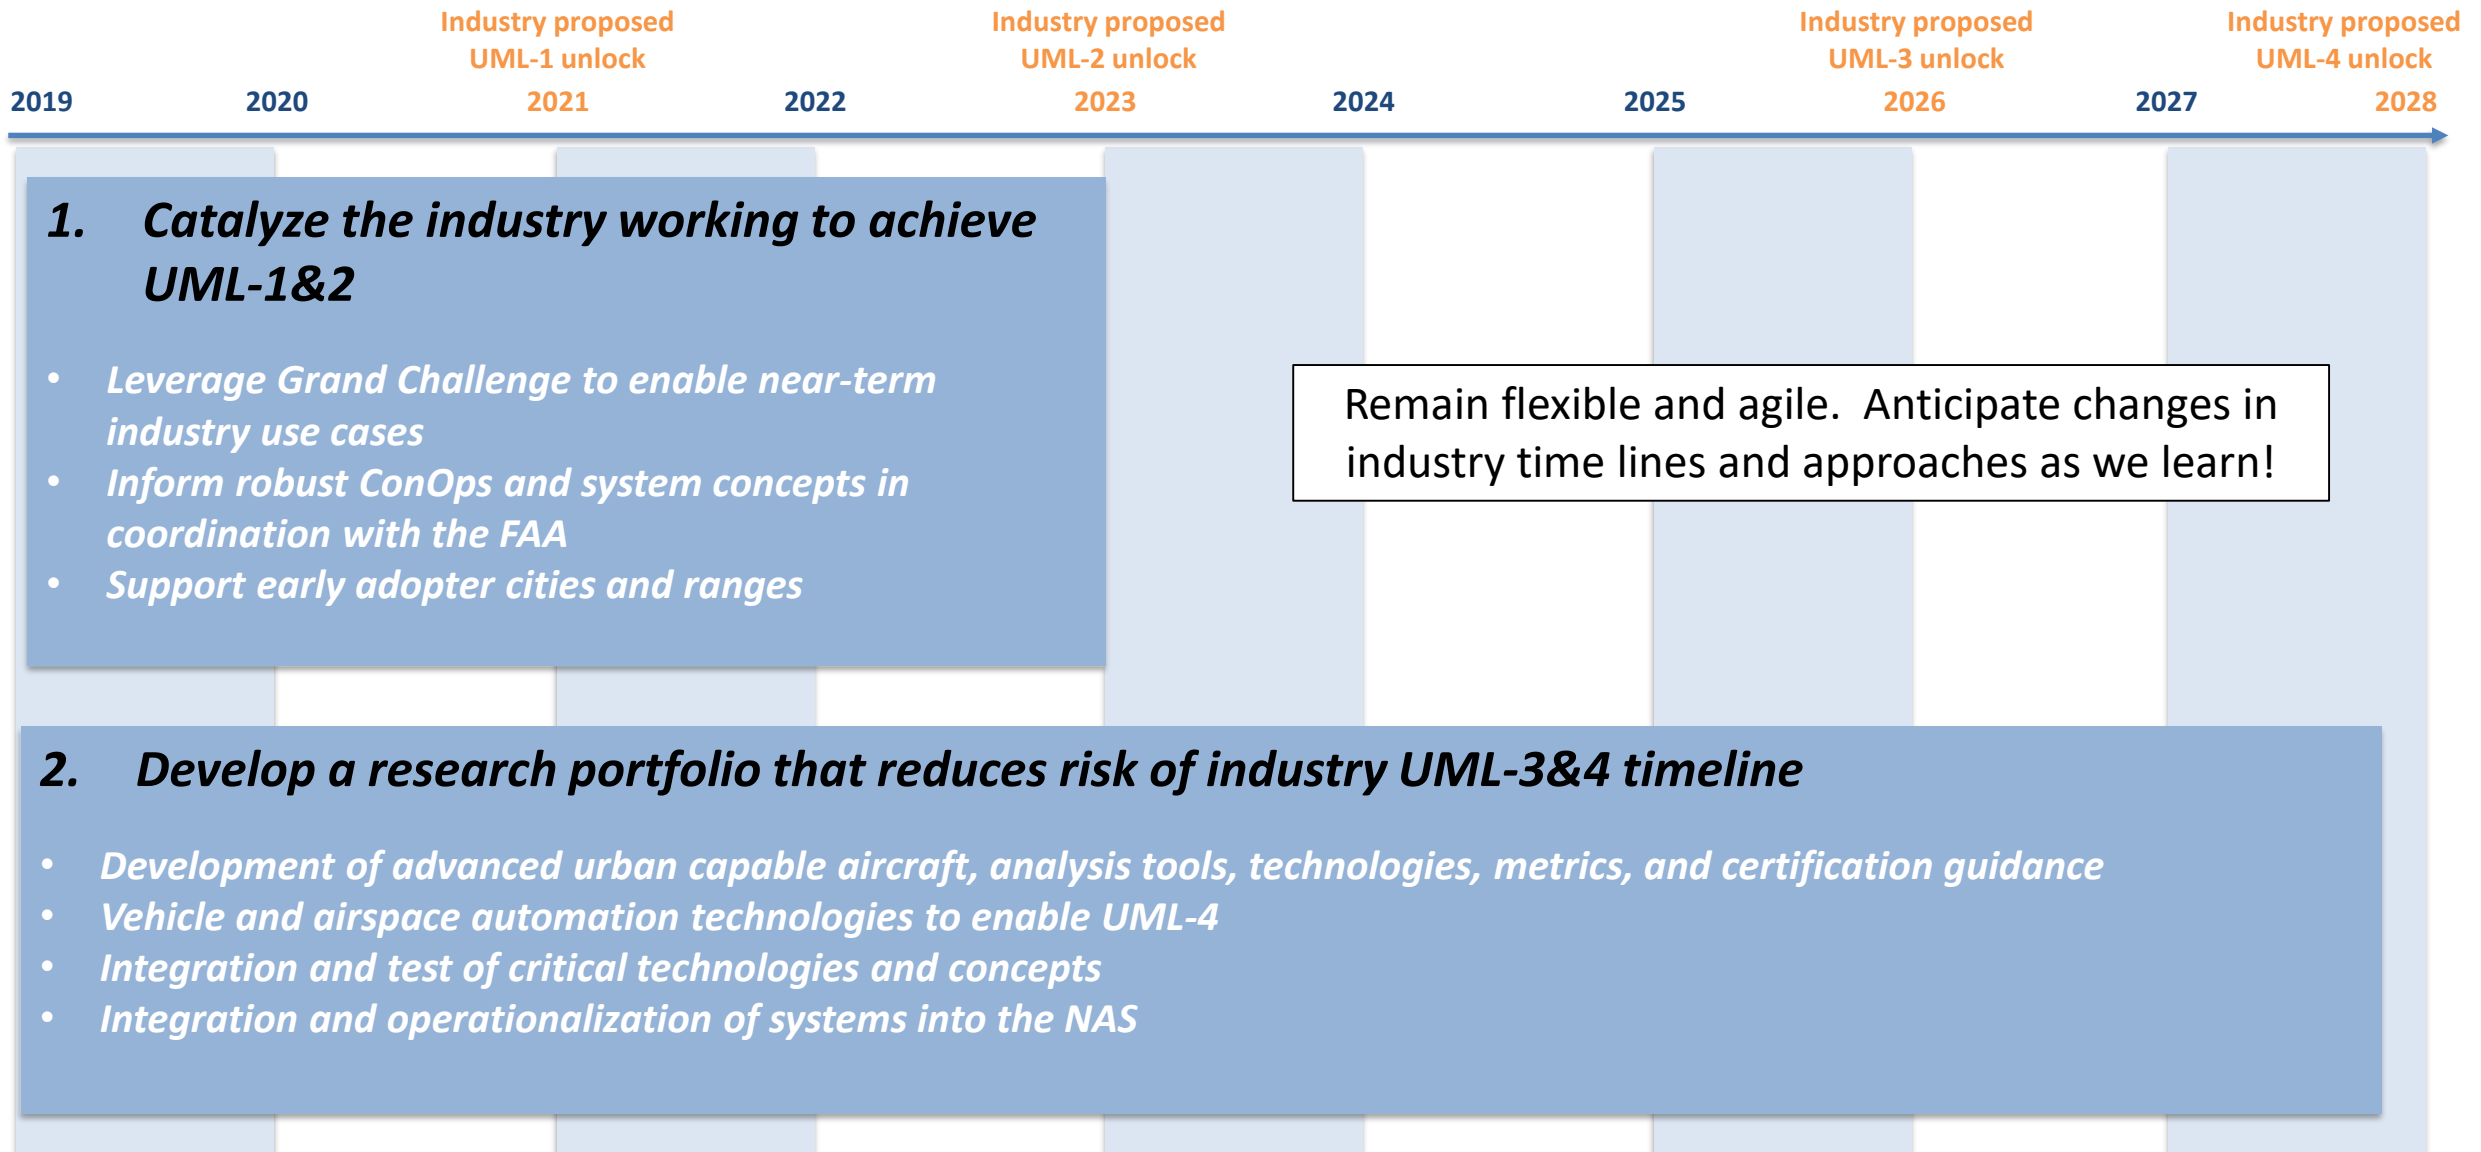 Industry proposed
UML-1 unlock
Industry proposed
UML-2 unlock
Industry proposed
UML-3 unlock
Industry proposed
UML-4 unlock
2019 2020 2021 2022 2023 2024 2025 2026 2027 2028
1. Catalyze the industry working to achieve
UML-1&2
• Leverage Grand Challenge to enable near-term
industry use cases
• Inform robust ConOps and system concepts in
coordination with the FAA
• Support early adopter cities and ranges
Remain flexible and agile. Anticipate changes in
industry time lines and approaches as we learn!
2. Develop a research portfolio that reduces risk of industry UML-3&4 timeline
• Development of advanced urban capable aircraft, analysis tools, technologies, metrics, and certification guidance
• Vehicle and airspace automation technologies to enable UML-4
• Integration and test of critical technologies and concepts
• Integration and operationalization of systems into the NAS